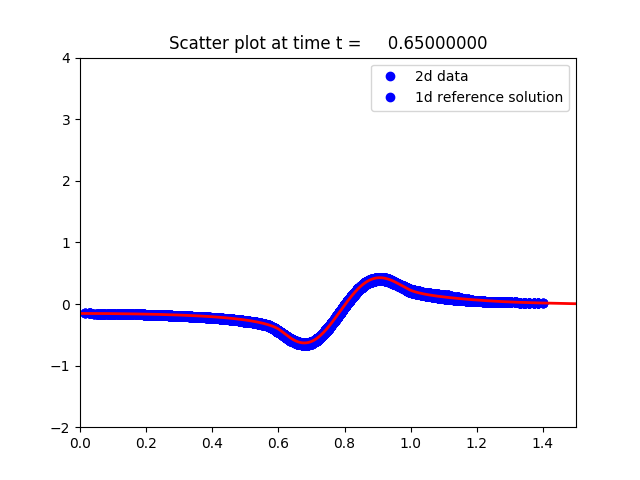 Scatter plot at time t =     0.65000000
2d data
1d reference solution
4
3
2
1
0
−1
−2
0.0 0.2 0.4 0.6 0.8 1.0 1.2 1.4